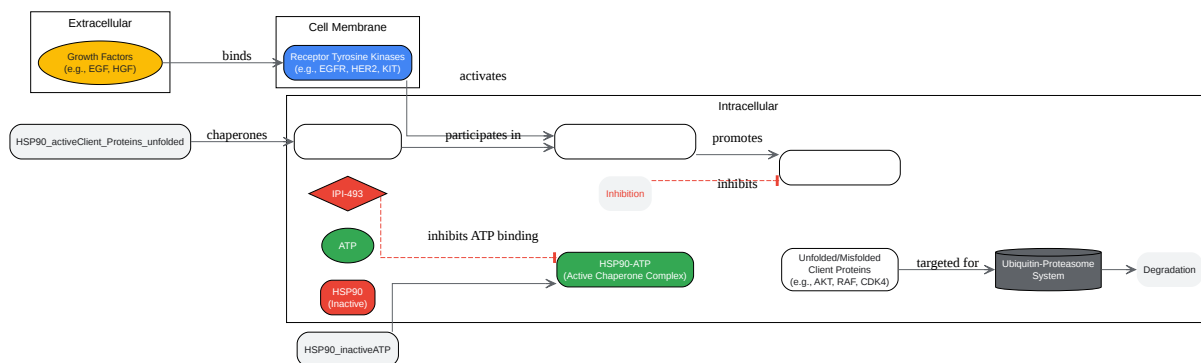 Extracellular
Growth Factors
(e.g., EGF, HGF)
binds
Cell Membrane
Receptor Tyrosine Kinases
(e.g., EGFR, HER2, KIT)
activates
Intracellular
HSP90_activeClient_Proteins_unfolded
chaperones
participates in
promotes
IPI-493
Inhibition
inhibits
ATP
inhibits ATP binding
HSP90-ATP
(Active Chaperone Complex)
Unfolded/Misfolded
Client Proteins
(e.g., AKT, RAF, CDK4)
targeted for
Ubiquitin-Proteasome
System
Degradation
HSP90
(Inactive)
HSP90_inactiveATP